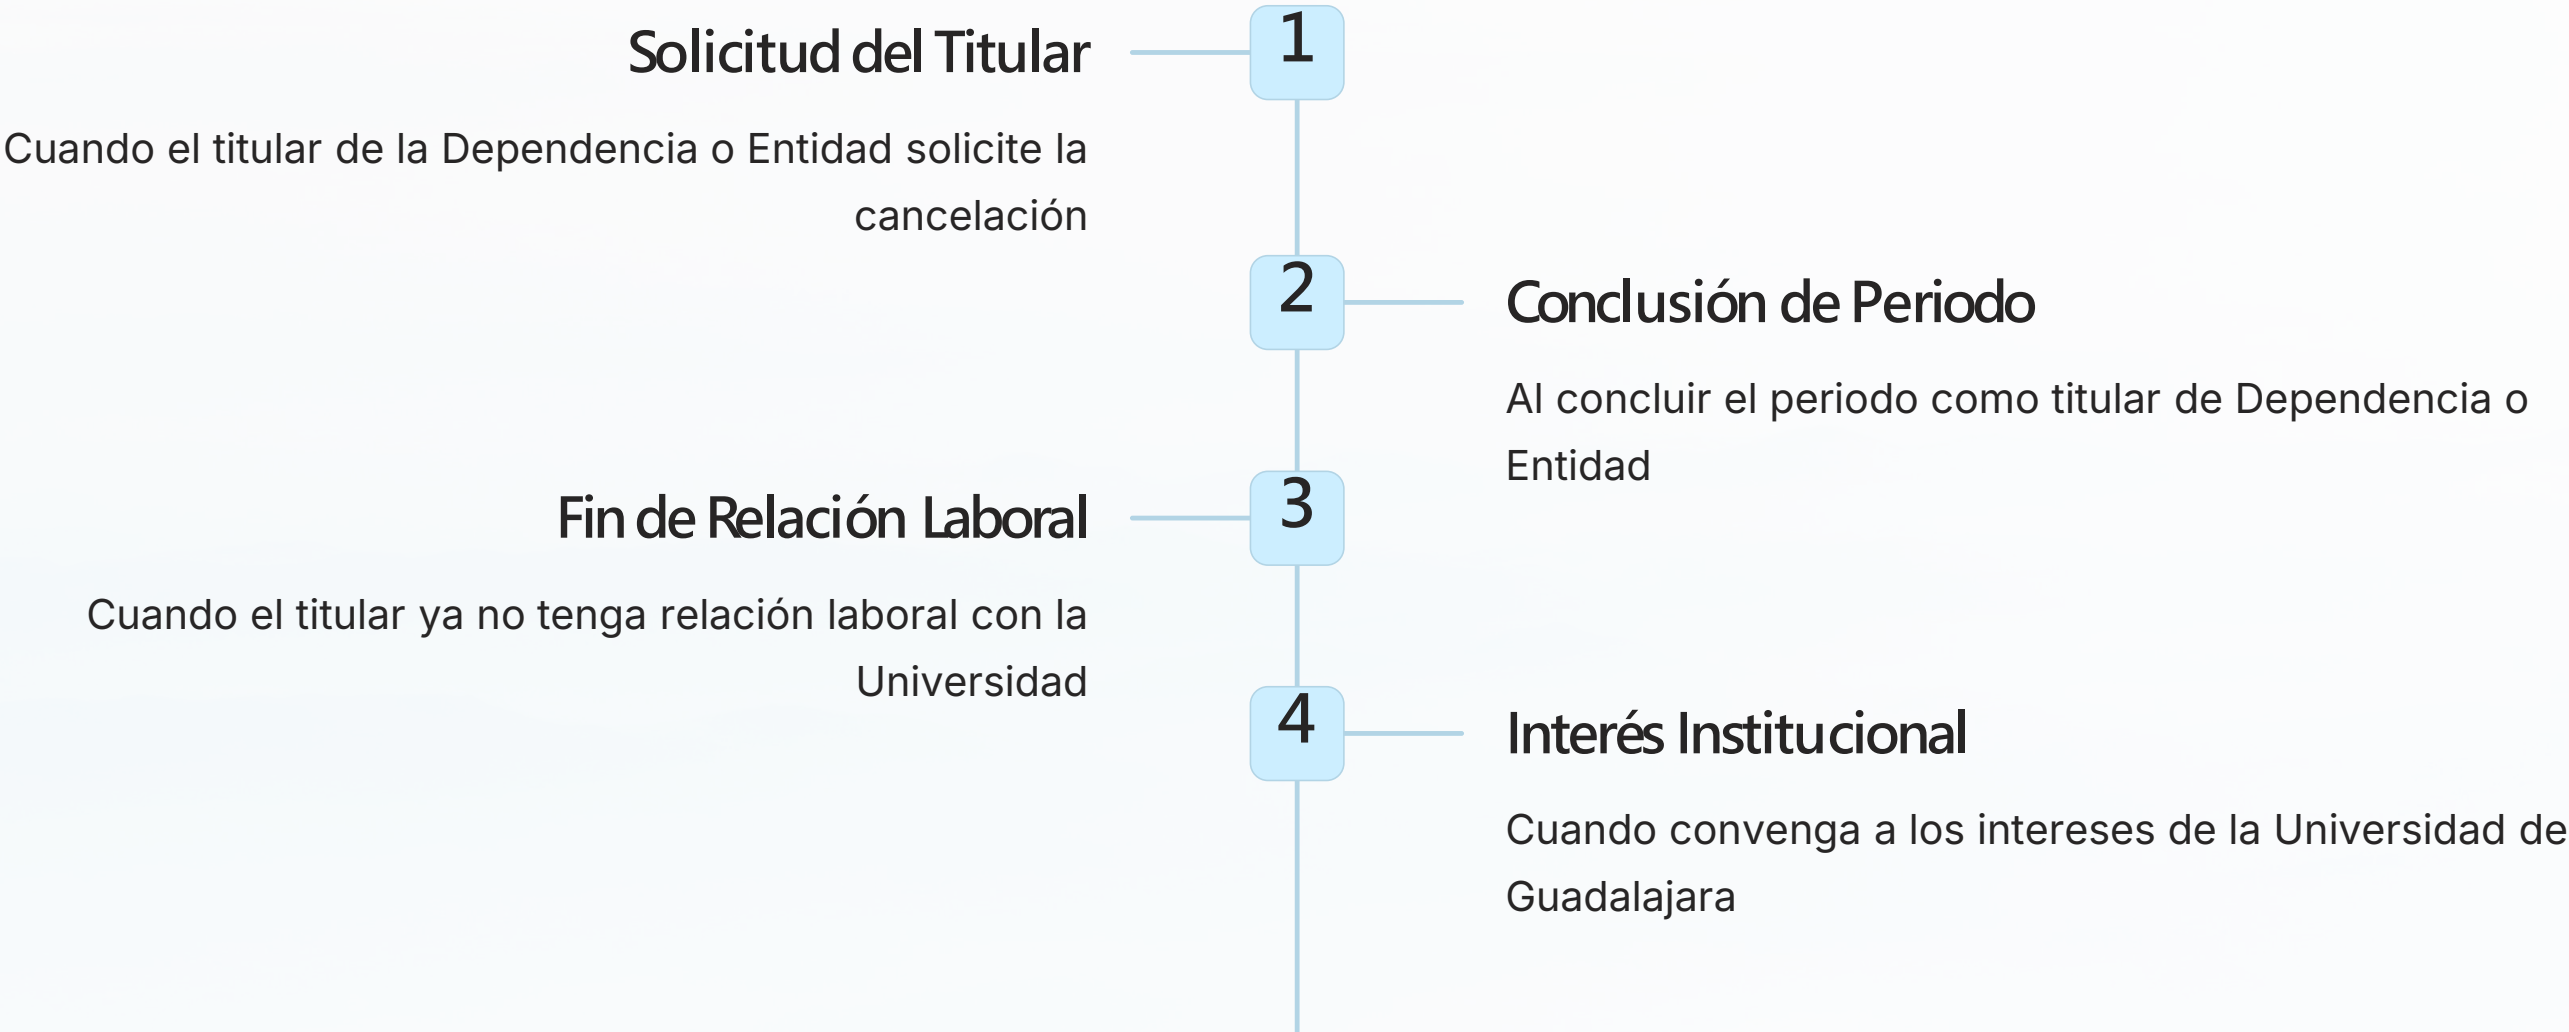 1
Solicitud del Titular
Cuando el titular de la Dependencia o Entidad solicite la
cancelación
2
Conclusión de Periodo
Al concluir el periodo como titular de Dependencia o
Entidad
3
Fin de Relación Laboral
Cuando el titular ya no tenga relación laboral con la
Universidad
4
Interés Institucional
Cuando convenga a los intereses de la Universidad de
Guadalajara